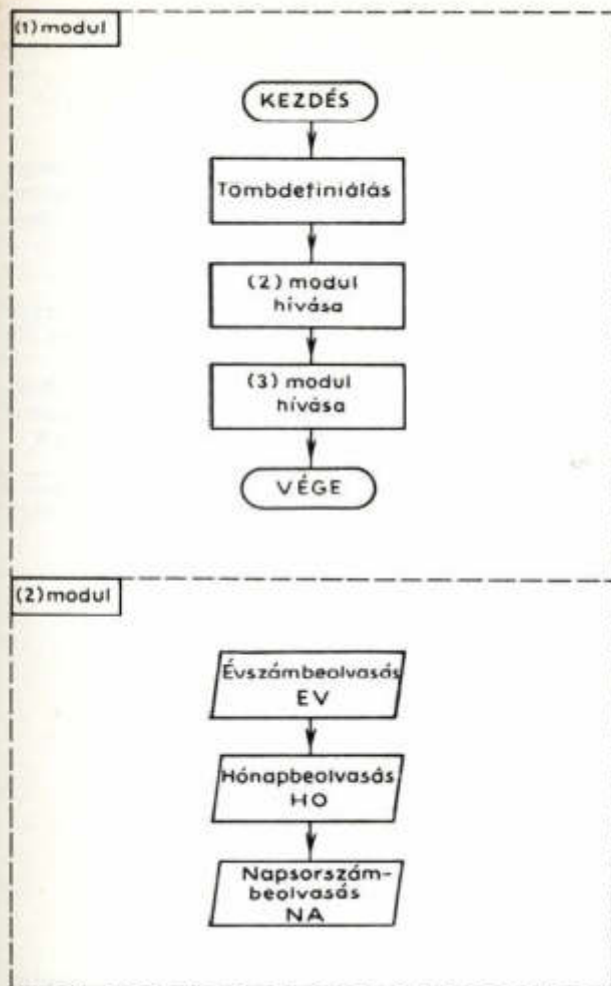 (1) modul
KEZDÉS
Tömbdefiniálás
(2) modul
hívása
(3) modul
hívása
VÉGE
(2) modul
Évszámbeolvasás
EV
Hónapbeolvasás
HO
Napsorszám-
beolvasás
NA